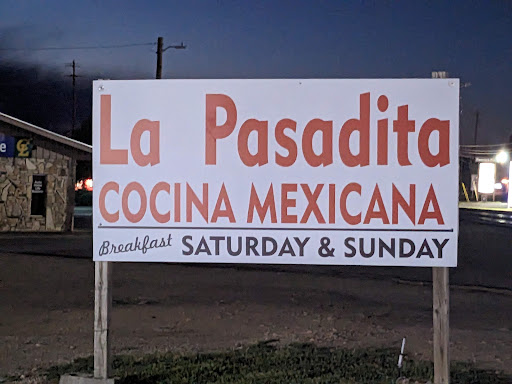 La Pasadita
COCINA MEXICANA
Breakfast SATURDAY & SUNDAY